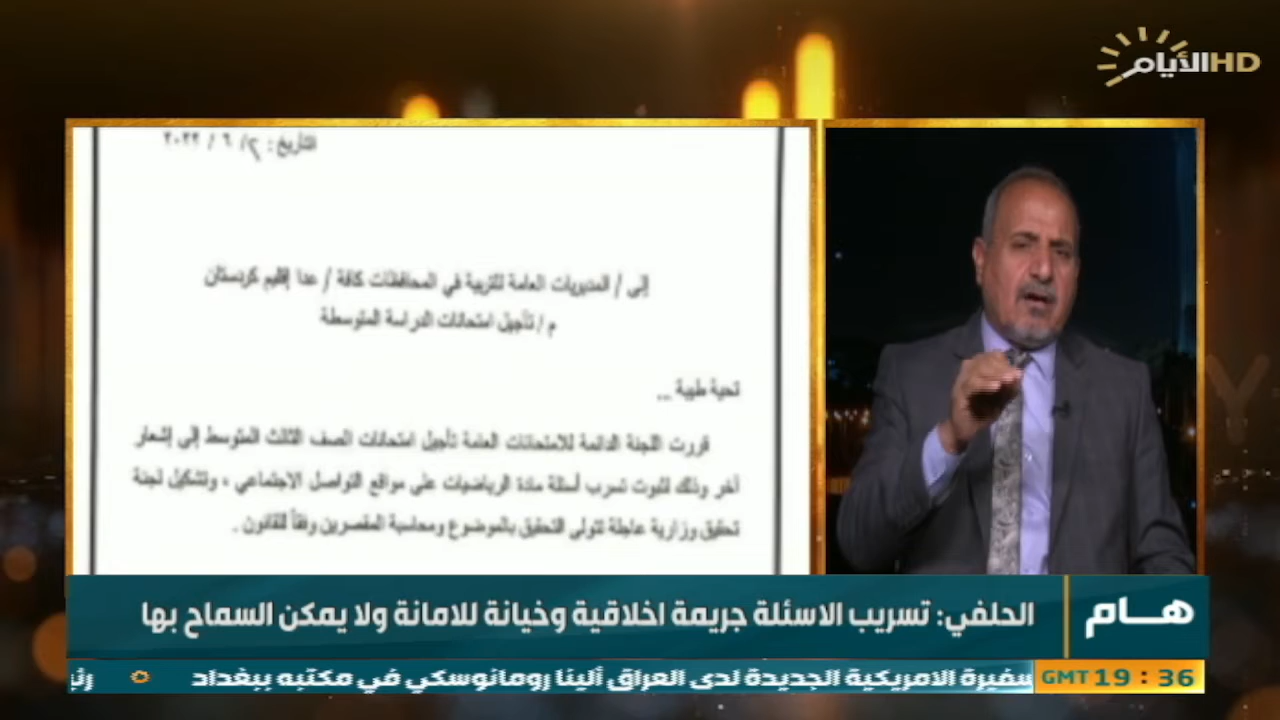 الأيام HD
التأريخ: ٢/ ٦ / ٢٠٢٢
إلى / المديريات العامة للتربية في المحافظات كافة / عدا إقليم كردستان
م / تأجيل امتحانات الدراسة المتوسطة
تحية طيبة ..
قررت اللجنة الدائمة للامتحانات العامة تأجيل امتحانات الصف الثالث المتوسط إلى إشعار
آخر وذلك لثبوت تسرب أسئلة مادة الرياضيات على مواقع التواصل الاجتماعي ، وتشكيل لجنة
تحقيق وزارية عاجلة تتولى التحقيق بالموضوع ومحاسبة المقصرين وفقاً للقانون .
هــام
الحلفي: تسريب الاسئلة جريمة اخلاقية وخيانة للامانة ولا يمكن السماح بها
GMT 19 : 36
سفيرة الامريكية الجديدة لدى العراق ألينا رومانوسكي في مكتبه ببغداد